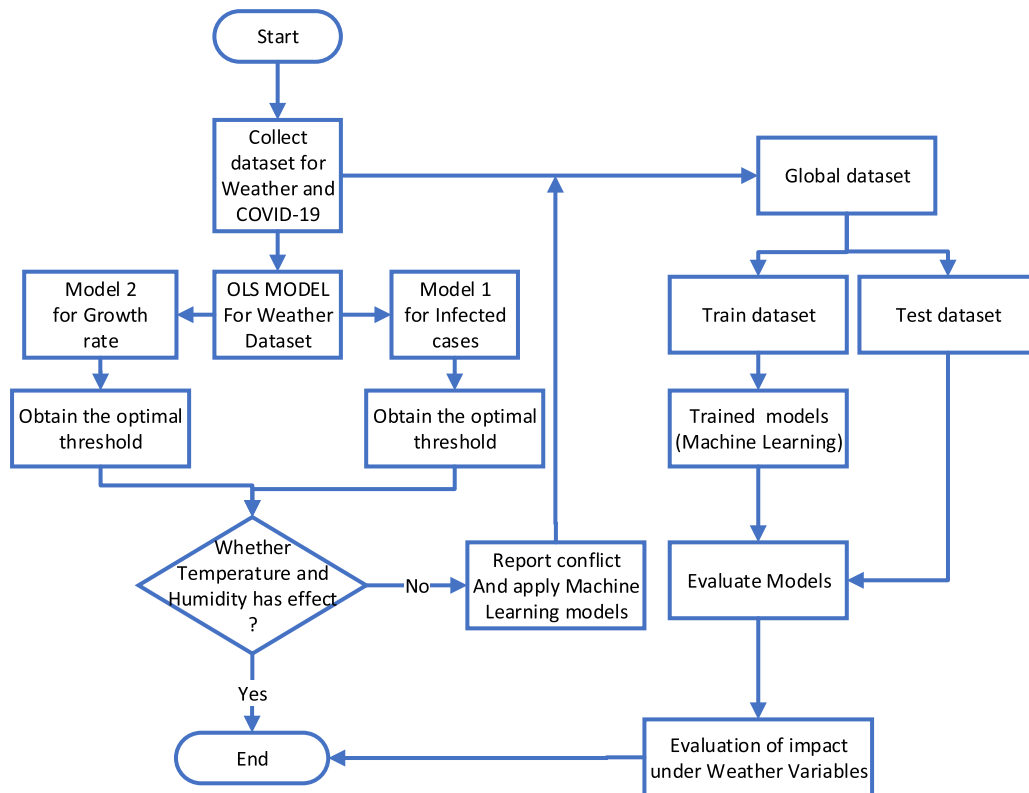 Start
Collect
dataset for
Weather and
COVID-19
Global dataset
Model 2
for Growth
rate
OLS MODEL
For Weather
Dataset
Model 1
for Infected
cases
Train dataset
Test dataset
Obtain the optimal
threshold
Obtain the optimal
threshold
Trained models
(Machine Learning)
Whether
Temperature and
Humidity has effect
?
No
Report conflict
And apply Machine
Learning models
Evaluate Models
Yes
End
Evaluation of impact
under Weather Variables